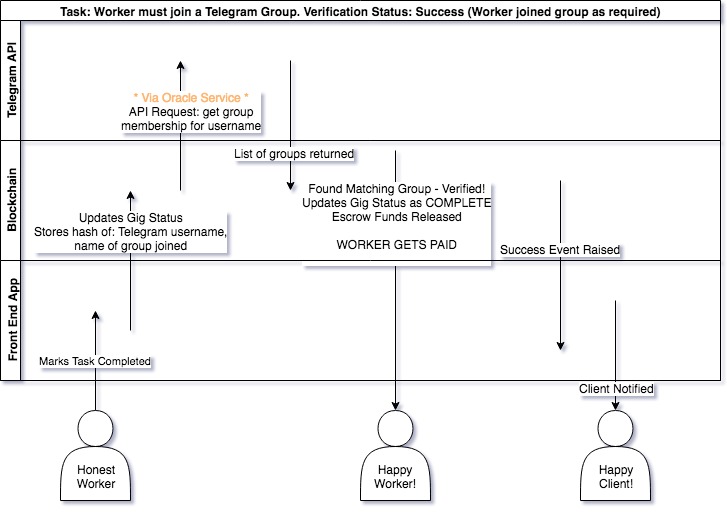 Task: Worker must join a Telegram Group. Verification Status: Success (Worker joined group as required)
Telegram API
* Via Oracle Service *
API Request: get group
membership for username
List of groups returned
Blockchain
Updates Gig Status
Stores hash of: Telegram username,
name of group joined
Found Matching Group - Verified!
Updates Gig Status as COMPLETE
Escrow Funds Released
WORKER GETS PAID
Success Event Raised
Front End App
Marks Task Completed
Client Notified
Honest
Worker
Happy
Worker!
Happy
Client!